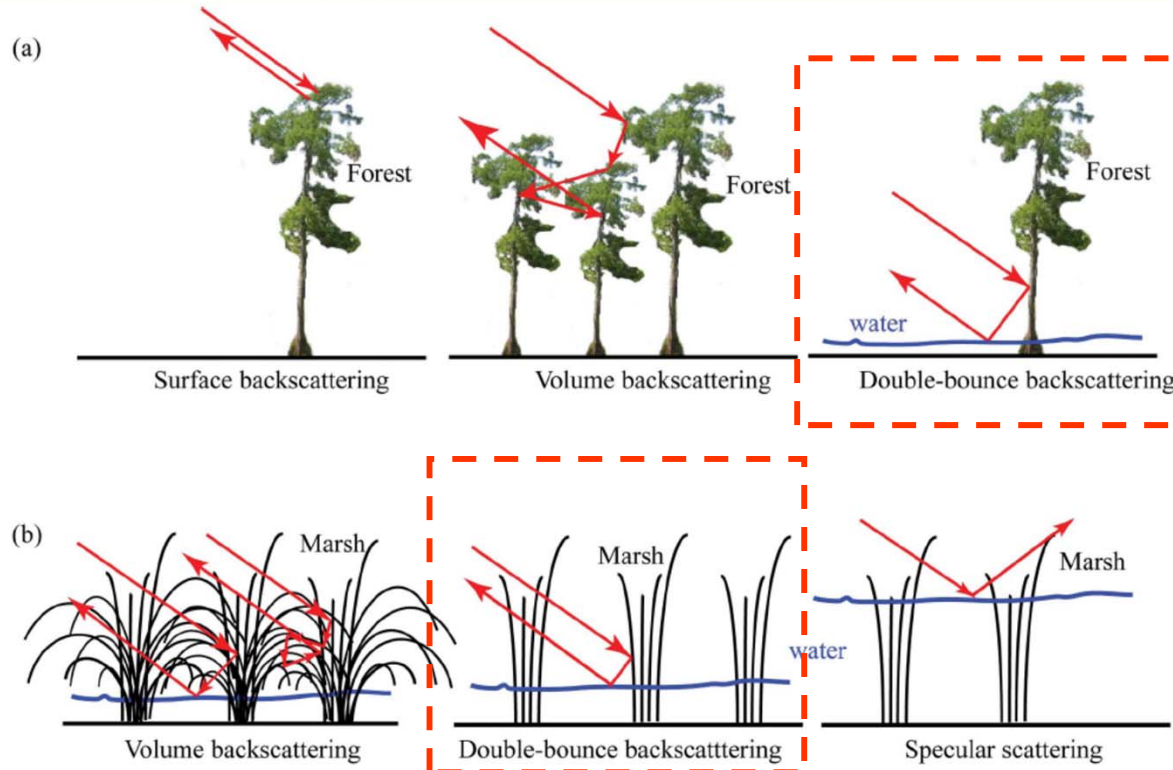 (a)
Forest
Forest
Forest
water
Surface backscattering
Volume backscattering
Double-bounce backscattering
(b)
Marsh
Marsh
Marsh
water
Volume backscattering
Double-bounce backscatttering
Specular scattering